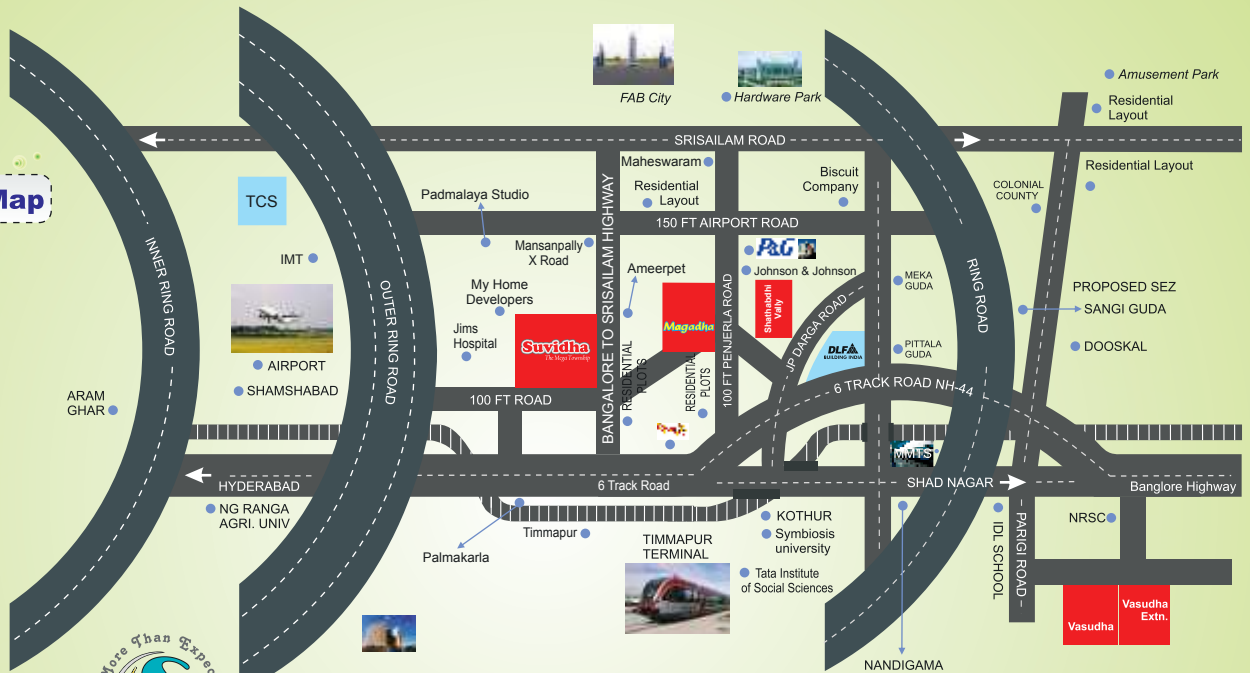 Amusement Park
FAB City
Hardware Park
Residential
Layout
SRISAILAM ROAD
Map
TCS
Padmalaya Studio
Maheswaram
Residential
Layout
Biscuit
Company
COLONIAL
COUNTY
Residential Layout
150 FT AIRPORT ROAD
INNER RING ROAD
OUTER RING ROAD
BANGALORE TO SRISAILAM HIGHWAY
RING ROAD
IMT
Mansanpally
X Road
P&G
Johnson & Johnson
Ameerpet
My Home
Developers
MEKA
GUDA
PROPOSED SEZ
SANGI GUDA
Jims
Hospital
Suvidha
The Mega Township
Magadha
100 FT PENJERLA ROAD
Shathabdhi
Vally
JP DARGA ROAD
DLF
BUILDING INDIA
PITTALA
GUDA
DOOSKAL
AIRPORT
SHAMSHABAD
ARAM
GHAR
RESIDENTIAL
PLOTS
RESIDENTIAL
PLOTS
6 TRACK ROAD NH-44
100 FT ROAD
MMTS
HYDERABAD
6 Track Road
SHAD NAGAR
Banglore Highway
NG RANGA
AGRI. UNIV
Palmakarla
Timmapur
TIMMAPUR
TERMINAL
KOTHUR
Symbiosis
university
Tata Institute
of Social Sciences
IDL SCHOOL
PARIGI ROAD
NRSC
Vasudha
Vasudha
Extn.
NANDIGAMA
More Than Expec